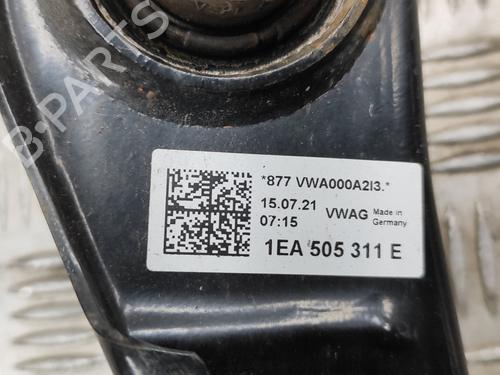 B-PARTS
*877 VWA000A2I3.*
15.07.21
07:15
VWAG
Made in
Germany
1EA 505 311 E